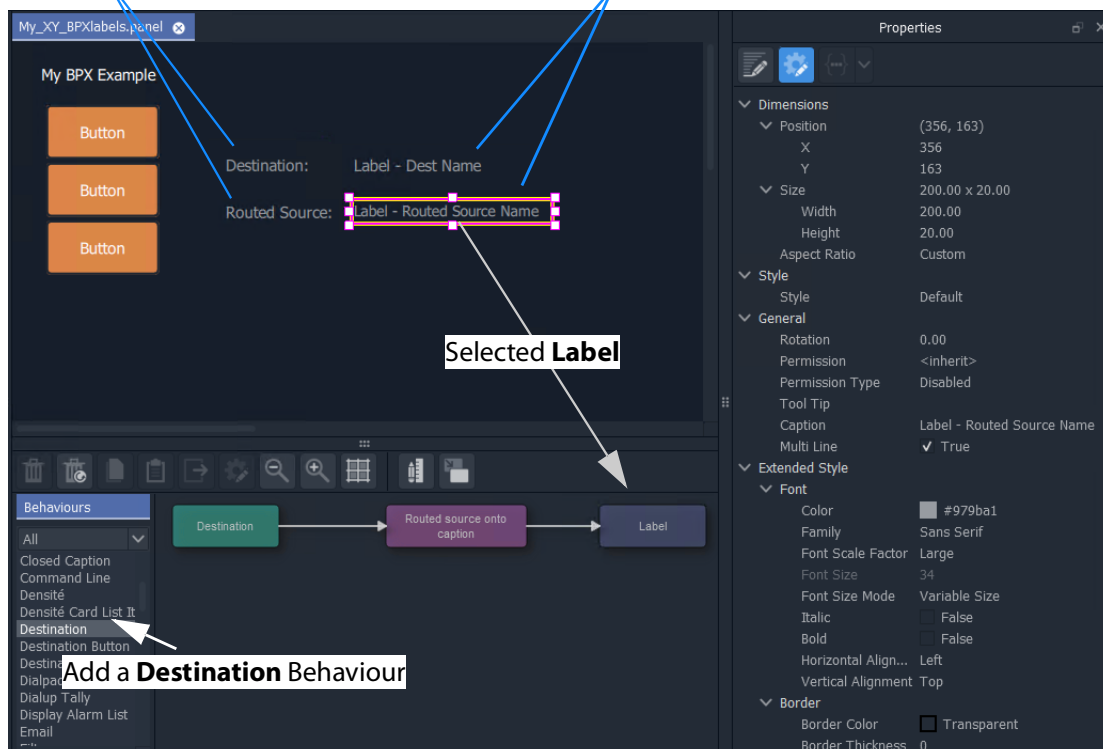 My_XY_BPXlabels.panel
My BPX Example
Button
Button
Button
Destination:
Label - Dest Name
Routed Source:
Label - Routed Source Name
Selected Label
Behaviours
All
Closed Caption
Command Line
Densité
Densité Card List It
Destination
Destination Button
Destina
Dialpad
Dialup Tally
Display Alarm List
Email
Add a Destination Behaviour
Destination
Routed source onto
caption
Label
Properties
Dimensions
Position (356, 163)
X 356
Y 163
Size 200.00 x 20.00
Width 200.00
Height 20.00
Aspect Ratio Custom
Style
Style Default
General
Rotation 0.00
Permission <inherit>
Permission Type Disabled
Tool Tip
Caption Label - Routed Source Name
Multi Line True
Extended Style
Font
Color #979ba1
Family Sans Serif
Font Scale Factor Large
Font Size 34
Font Size Mode Variable Size
Italic False
Bold False
Horizontal Align... Left
Vertical Alignment Top
Border
Border Color Transparent
Border Thickness 0